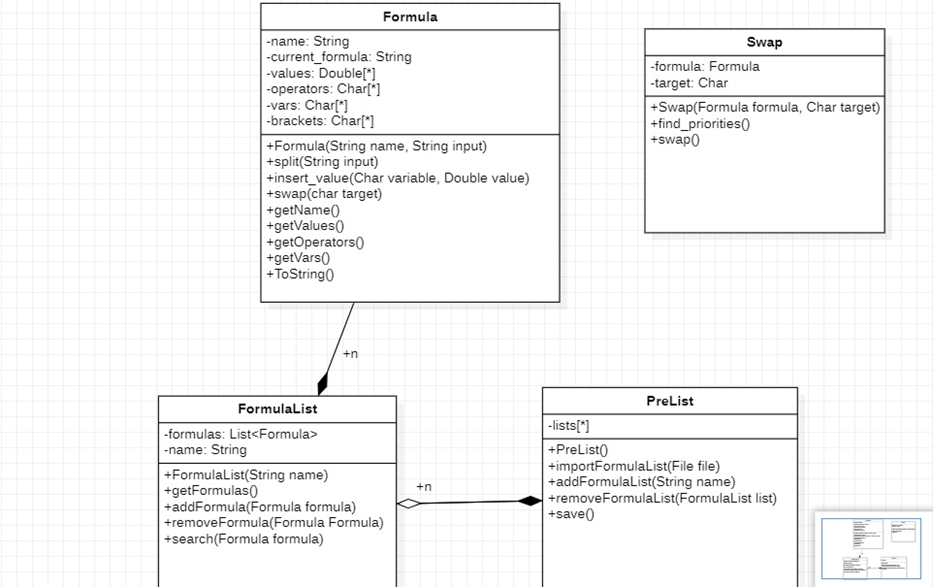 Formula
-name: String
-current_formula: String
-values: Double[*]
-operators: Char[*]
-vars: Char[*]
-brackets: Char[*]
+Formula(String name, String input)
+split(String input)
+insert_value(Char variable, Double value)
+swap(char target)
+getName()
+getValues()
+getOperators()
+getVars()
+ToString()
Swap
-formula: Formula
-target: Char
+Swap(Formula formula, Char target)
+find_priorities()
+swap()
+n
FormulaList
-formulas: List<Formula>
-name: String
+FormulaList(String name)
+getFormulas()
+addFormula(Formula formula)
+removeFormula(Formula Formula)
+search(Formula formula)
+n
PreList
-lists[*]
+PreList()
+importFormulaList(File file)
+addFormulaList(String name)
+removeFormulaList(FormulaList list)
+save()